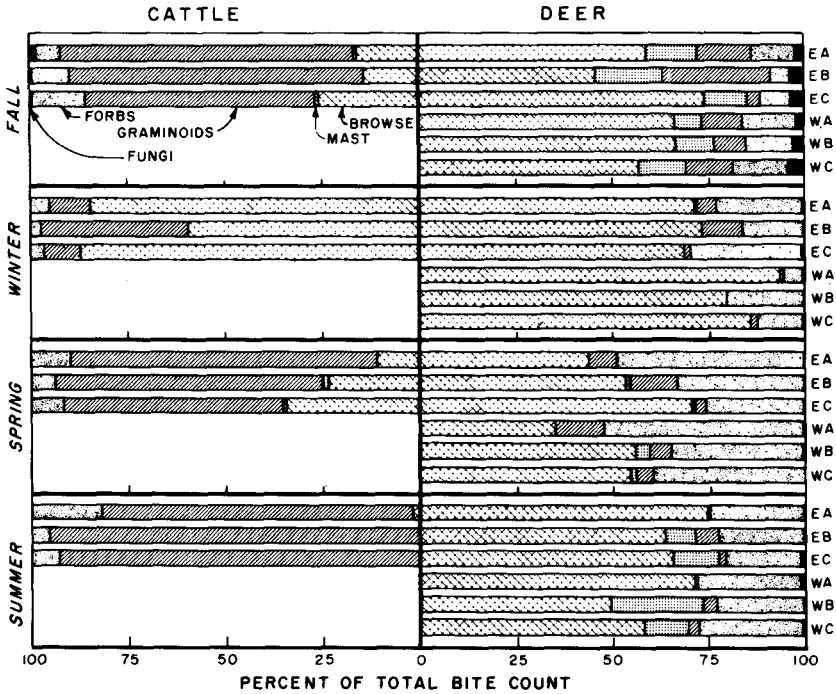 CATTLE
DEER
FALL
EA
EB
EC
WA
WB
WC
FORBS
GRAMINOIDS
BROWSE
MAST
FUNGI
WINTER
EA
EB
EC
WA
WB
WC
SPRING
EA
EB
EC
WA
WB
WC
SUMMER
EA
EB
EC
WA
WB
WC
100 75 50 25 0 25 50 75 100
PERCENT OF TOTAL BITE COUNT